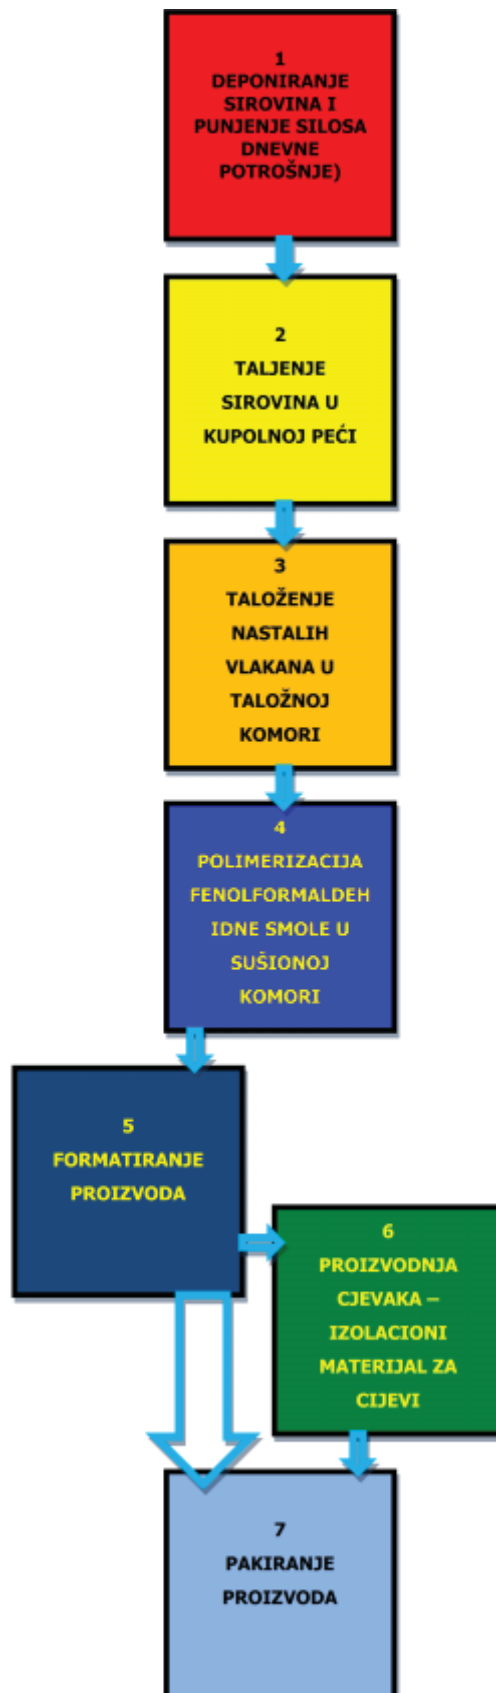 1
DEPONIRANJE
SIROVINA I
PUNJENJE SILOSA
DNEVNE
POTROŠNJE)
2
TALJENJE
SIROVINA U
KUPOLNOJ PEĆI
3
TALOŽENJE
NASTALIH
VLAKANA U
TALOŽNOJ
KOMORI
4
POLIMERIZACIJA
FENOLFORMALDEH
IDNE SMOLE U
SUŠIONOJ
KOMORI
5
FORMATIRANJE
PROIZVODA
6
PROIZVODNJA
CJEVAKA –
IZOLACIONI
MATERIJAL ZA
CIJEVI
7
PAKIRANJE
PROIZVODA